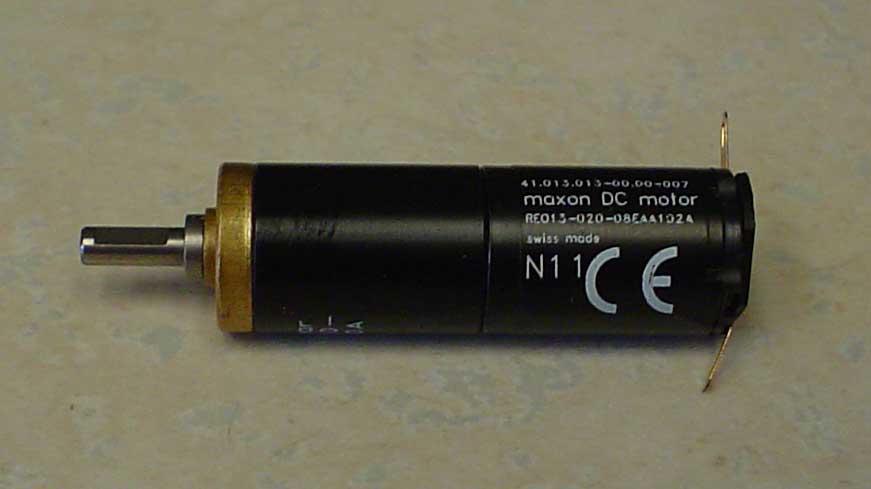 41.013.013-00.00-007
maxon DC motor
RE013-020-08EAA102A
swiss made
N11 CE